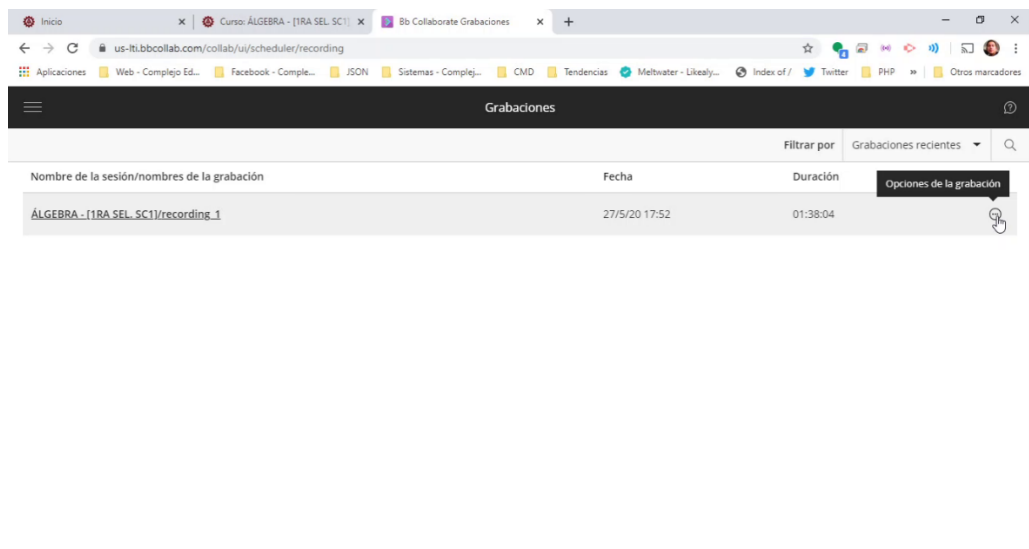 Inicio
Curso: ÁLGEBRA - [1RA SEL. SC1]
Bb Collaborate Grabaciones
us-lti.bbcollab.com/collab/ui/scheduler/recording
Aplicaciones Web - Complejo Ed... Facebook - Comple... JSON Sistemas - Complej... CMD Tendencias Meltwater - Likealy... Index of / Twitter PHP » Otros marcadores
Grabaciones
Filtrar por Grabaciones recientes
Nombre de la sesión/nombres de la grabación Fecha Duración Opciones de la grabación
ÁLGEBRA - [1RA SEL. SC1]/recording_1 27/5/20 17:52 01:38:04